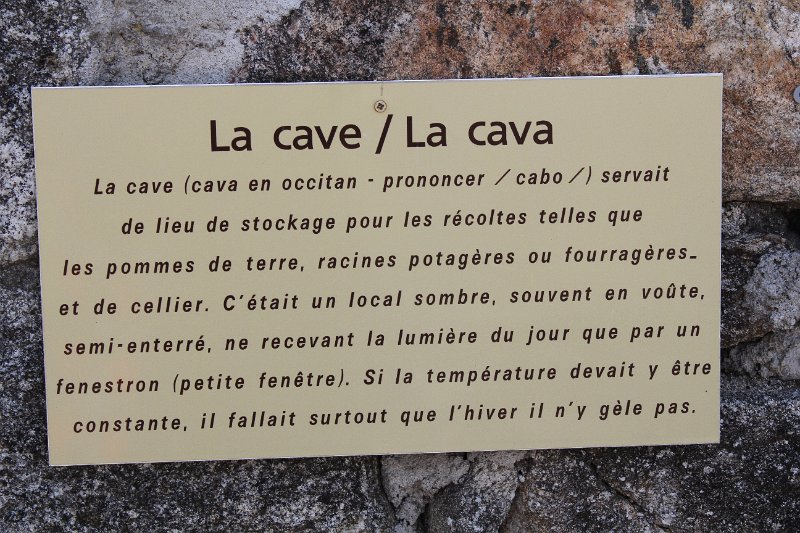 La cave / La cava
La cave (cava en occitan - prononcer /cabo/) servait
de lieu de stockage pour les récoltes telles que
les pommes de terre, racines potagères ou fourragères...
et de cellier. C'était un local sombre, souvent en voûte,
semi-enterré, ne recevant la lumière du jour que par un
fenestron (petite fenêtre). Si la température devait y être
constante, il fallait surtout que l'hiver il n'y gèle pas.